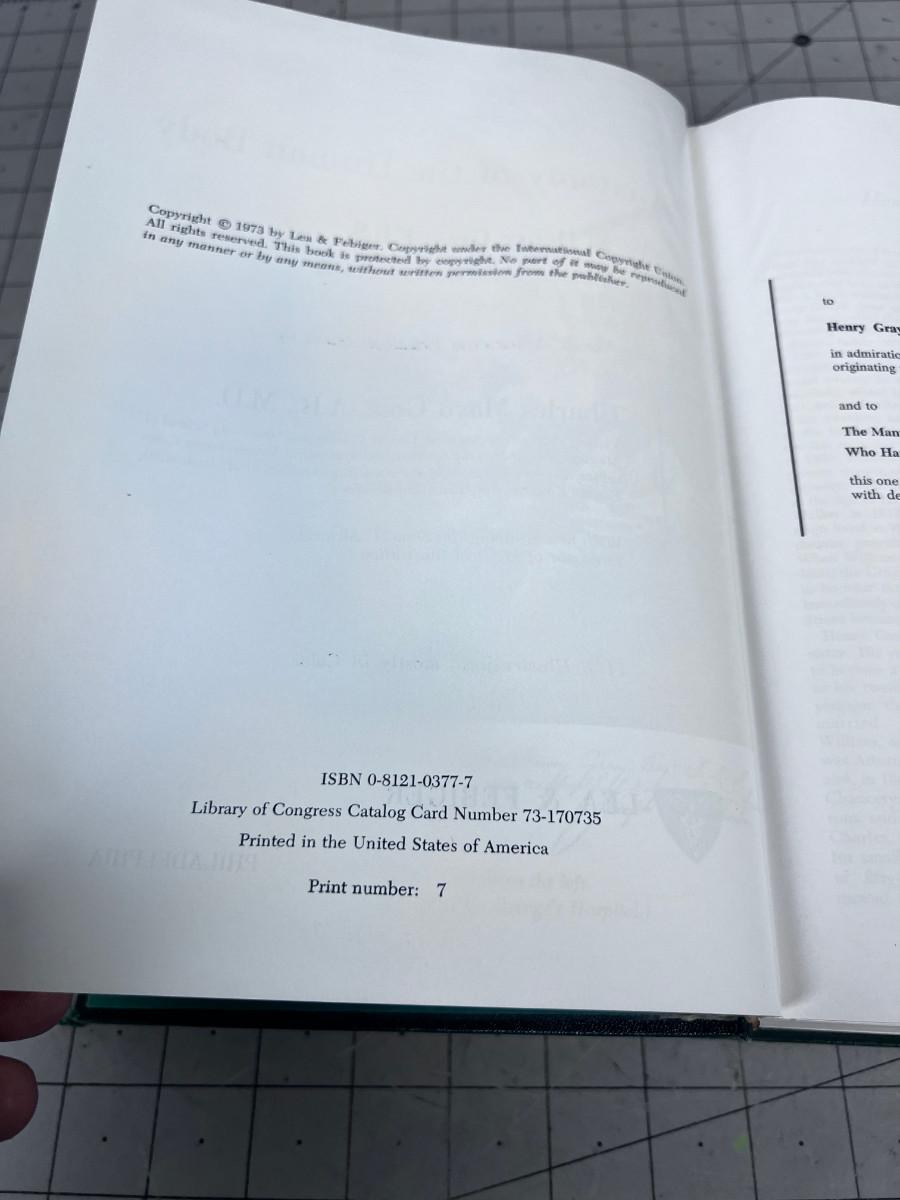 Copyright © 1973 by Lea & Febiger. Copyright under the International Copyright Union.
All rights reserved. This book is protected by copyright. No part of it may be reproduced
in any manner or by any means, without written permission from the publisher.
ISBN 0-8121-0377-7
Library of Congress Catalog Card Number 73-170735
Printed in the United States of America
Print number: 7
to
Henry Gray
in admiratio
originating
and to
The Man
Who Ha
this one
with de